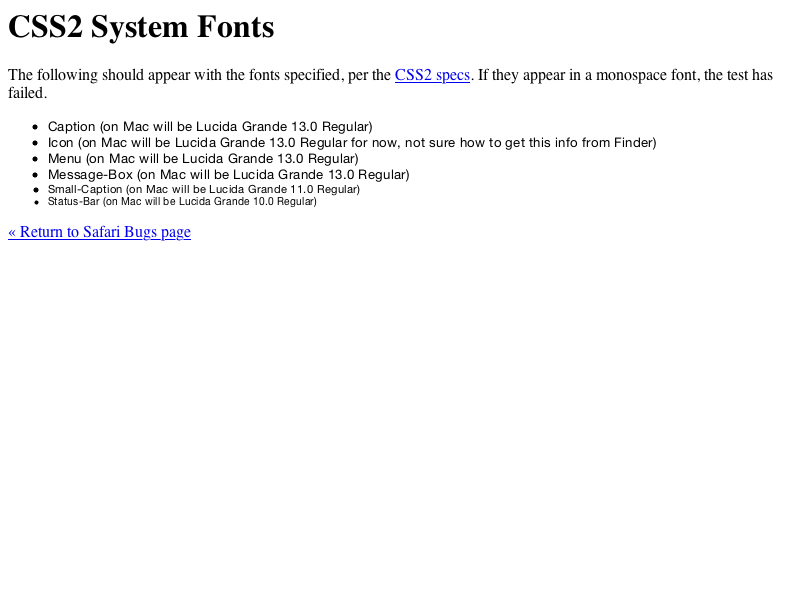 CSS2 System Fonts
The following should appear with the fonts specified, per the CSS2 specs. If they appear in a monospace font, the test has
failed.
• Caption (on Mac will be Lucida Grande 13.0 Regular)
• Icon (on Mac will be Lucida Grande 13.0 Regular for now, not sure how to get this info from Finder)
• Menu (on Mac will be Lucida Grande 13.0 Regular)
• Message-Box (on Mac will be Lucida Grande 13.0 Regular)
• Small-Caption (on Mac will be Lucida Grande 11.0 Regular)
• Status-Bar (on Mac will be Lucida Grande 10.0 Regular)
« Return to Safari Bugs page